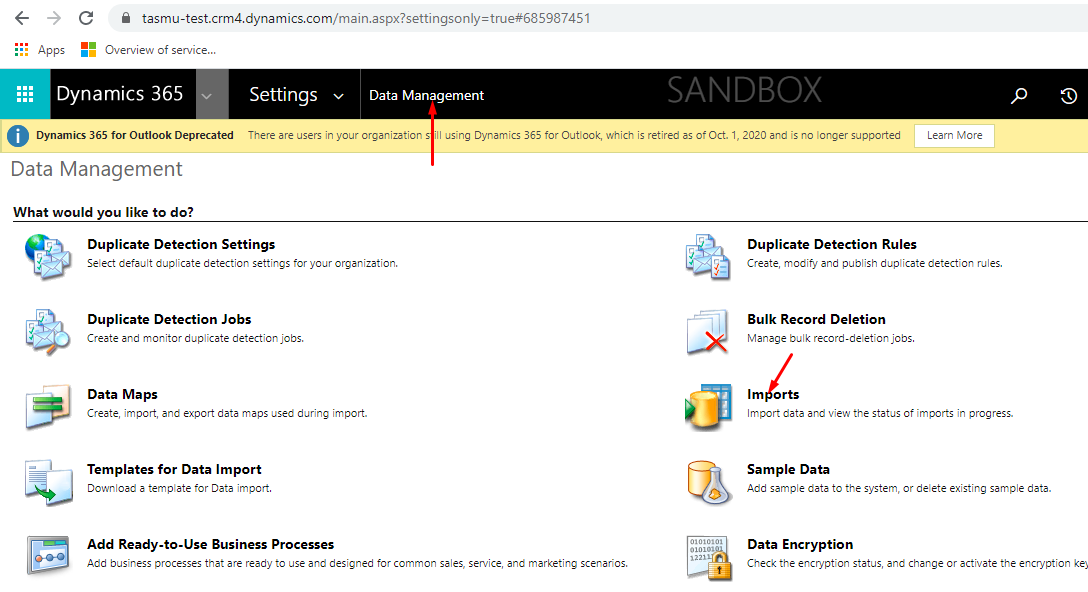 tasmu-test.crm4.dynamics.com/main.aspx?settingsonly=true#685987451
Apps Overview of service...
Dynamics 365 Settings Data Management SANDBOX
Dynamics 365 for Outlook Deprecated There are users in your organization still using Dynamics 365 for Outlook, which is retired as of Oct. 1, 2020 and is no longer supported Learn More
Data Management
What would you like to do?
Duplicate Detection Settings
Select default duplicate detection settings for your organization.
Duplicate Detection Rules
Create, modify and publish duplicate detection rules.
Duplicate Detection Jobs
Create and monitor duplicate detection jobs.
Bulk Record Deletion
Manage bulk record-deletion jobs.
Data Maps
Create, import, and export data maps used during import.
Imports
Import data and view the status of imports in progress.
Templates for Data Import
Download a template for Data import.
Sample Data
Add sample data to the system, or delete existing sample data.
Add Ready-to-Use Business Processes
Add business processes that are ready to use and designed for common sales, service, and marketing scenarios.
Data Encryption
Check the encryption status, and change or activate the encryption key